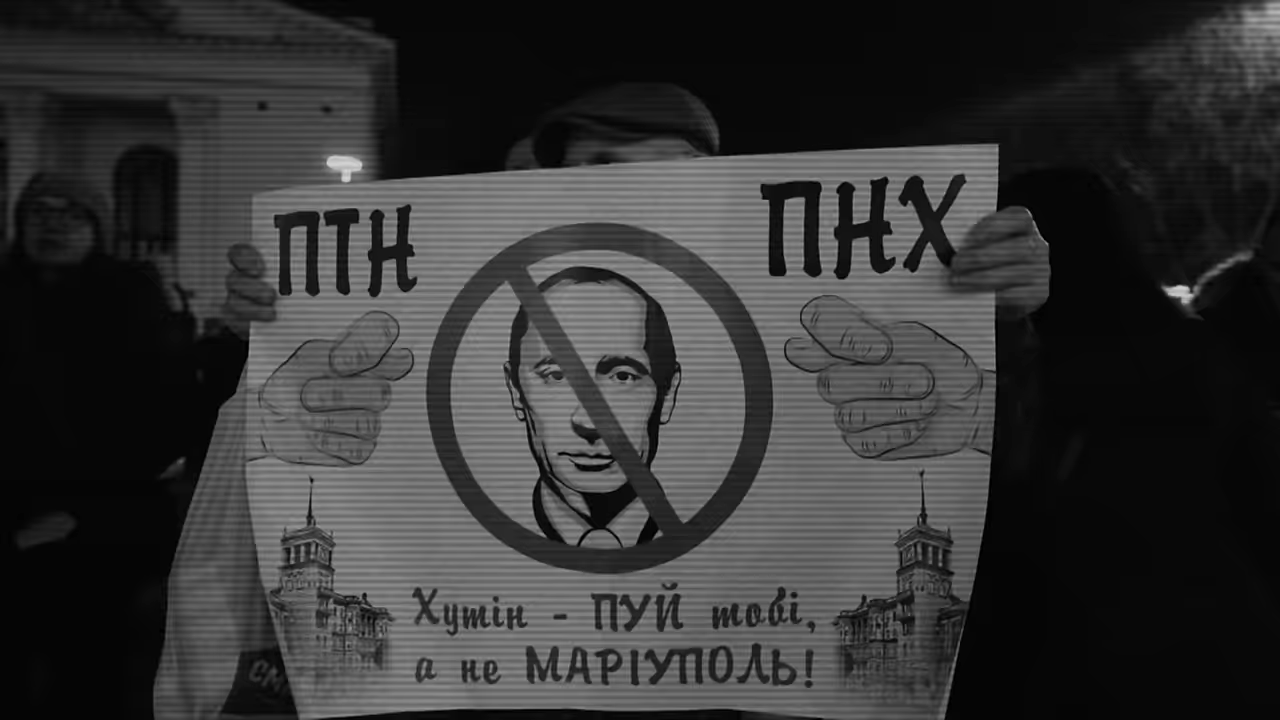 ПТН ПНХ
Хутін - ПУЙ тобі,
а не МАРІУПОЛЬ!